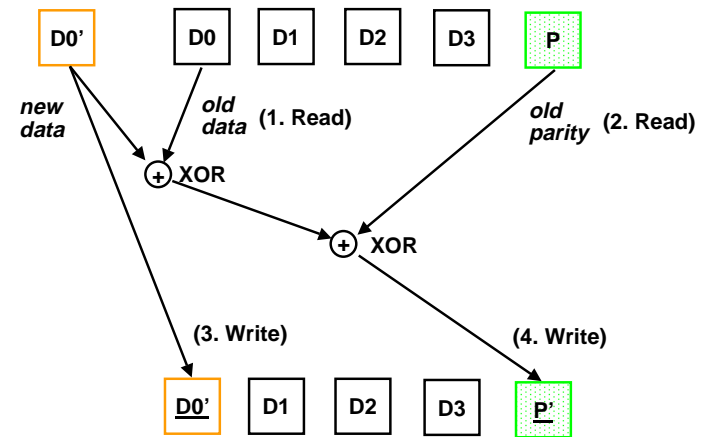 D0' D0 D1 D2 D3 P
new data
old data (1. Read)
old parity (2. Read)
+ XOR
+ XOR
(3. Write)
(4. Write)
D0' D1 D2 D3 P'